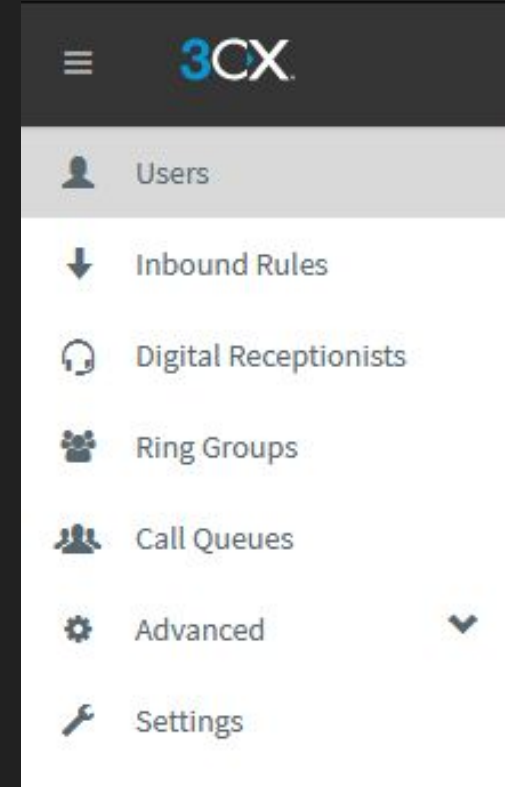 3CX
Users
Inbound Rules
Digital Receptionists
Ring Groups
Call Queues
Advanced
Settings